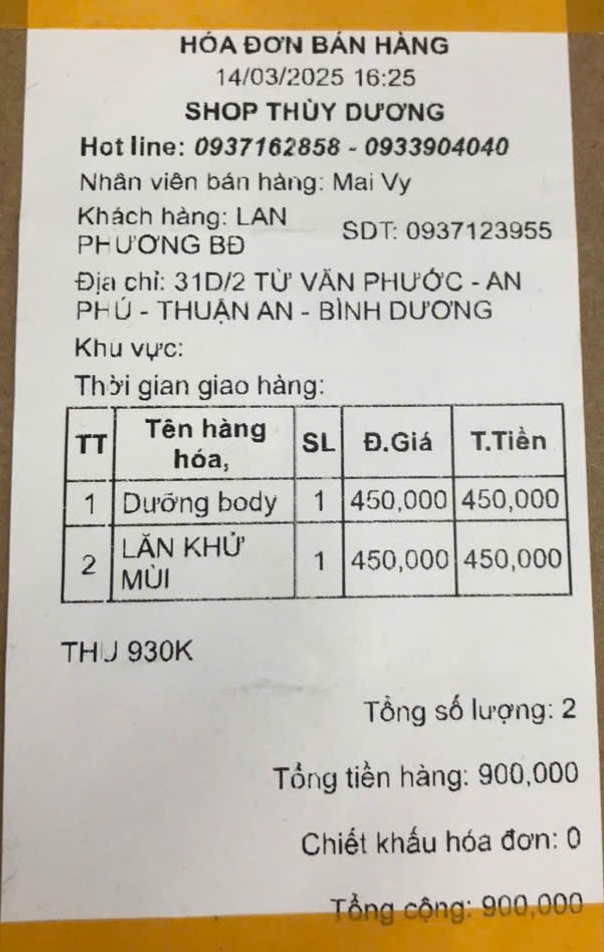 HÓA ĐƠN BÁN HÀNG
14/03/2025 16:25
SHOP THÙY DƯƠNG
Hot line: 0937162858 - 0933904040
Nhân viên bán hàng: Mai Vy
Khách hàng: LAN PHƯƠNG BĐ
SDT: 0937123955
Địa chỉ: 31D/2 TỪ VĂN PHƯỚC - AN
PHÚ - THUẬN AN - BÌNH DƯƠNG
Khu vực:
Thời gian giao hàng:
TT Tên hàng hóa, SL Đ.Giá T.Tiền
1 Dưỡng body 1 450,000 450,000
2 LĂN KHỬ MÙI 1 450,000 450,000
THU 930K
Tổng số lượng: 2
Tổng tiền hàng: 900,000
Chiết khấu hóa đơn: 0
Tổng cộng: 900,000